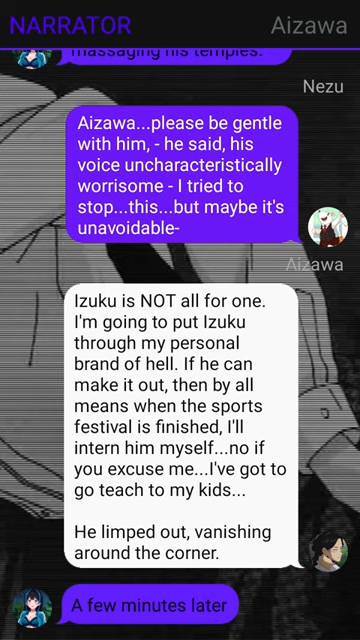 NARRATOR
Aizawa
massaging his temples.
Nezu
Aizawa...please be gentle
with him, - he said, his
voice uncharacteristically
worrisome - I tried to
stop...this...but maybe it's
unavoidable-
Aizawa
Izuku is NOT all for one.
I'm going to put Izuku
through my personal
brand of hell. If he can
make it out, then by all
means when the sports
festival is finished, I'll
intern him myself...no if
you excuse me...I've got to
go teach to my kids...
He limped out, vanishing
around the corner.
A few minutes later